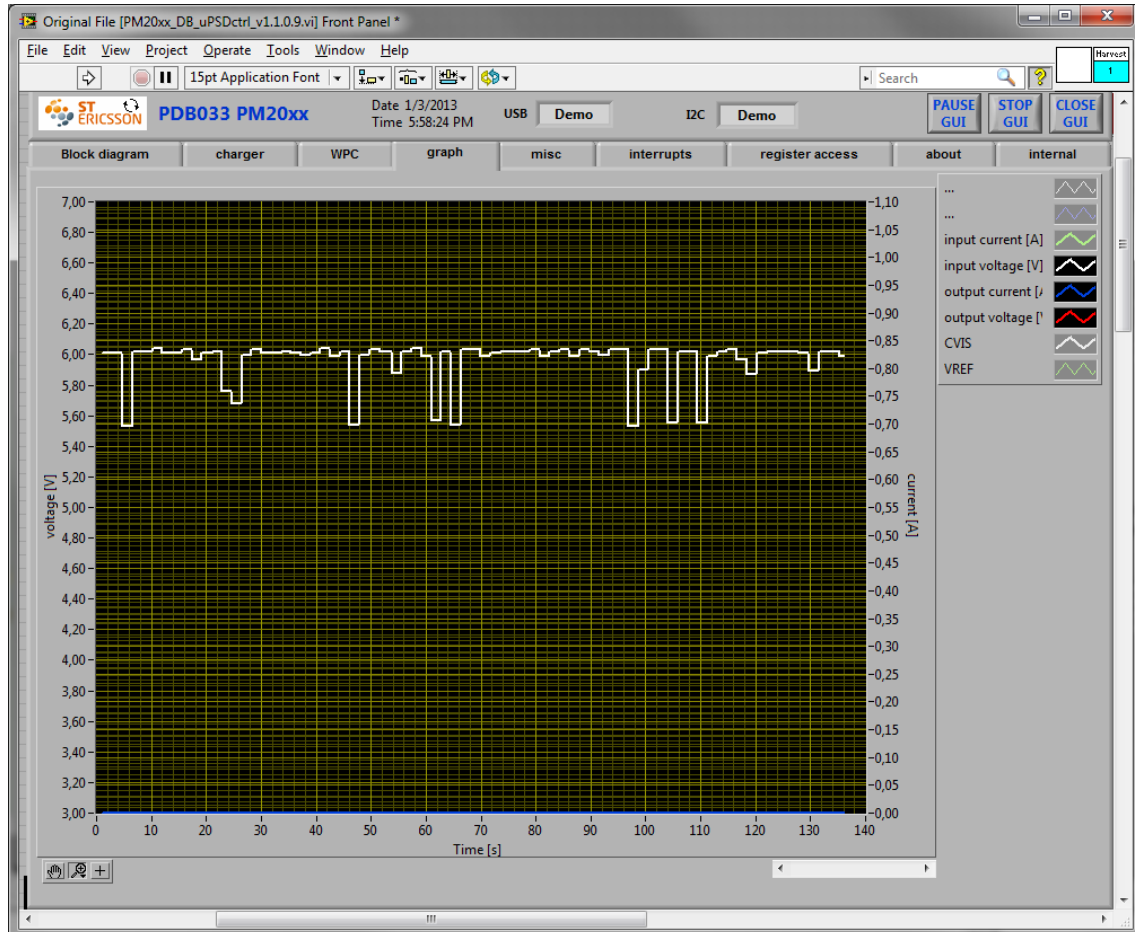 Original File [PM20xx_DB_uPSDctrl_v1.1.0.9.vi] Front Panel *
File Edit View Project Operate Tools Window Help
15pt Application Font
Search
Harvest
1
ST
ERICSSON
PDB033 PM20xx
Date 1/3/2013
Time 5:58:24 PM
USB Demo
I2C Demo
PAUSE GUI
STOP GUI
CLOSE GUI
Block diagram charger WPC graph misc interrupts register access about internal
7,00
6,80
6,60
6,40
6,20
6,00
5,80
5,60
5,40
5,20
5,00
4,80
4,60
4,40
4,20
4,00
3,80
3,60
3,40
3,20
3,00
voltage [V]
0 10 20 30 40 50 60 70 80 90 100 110 120 130 140
Time [s]
1,10
1,05
1,00
0,95
0,90
0,85
0,80
0,75
0,70
0,65
0,60
0,55
0,50
0,45
0,40
0,35
0,30
0,25
0,20
0,15
0,10
0,05
0,00
current [A]
...
...
input current [A]
input voltage [V]
output current [A
output voltage [V
CVIS
VREF